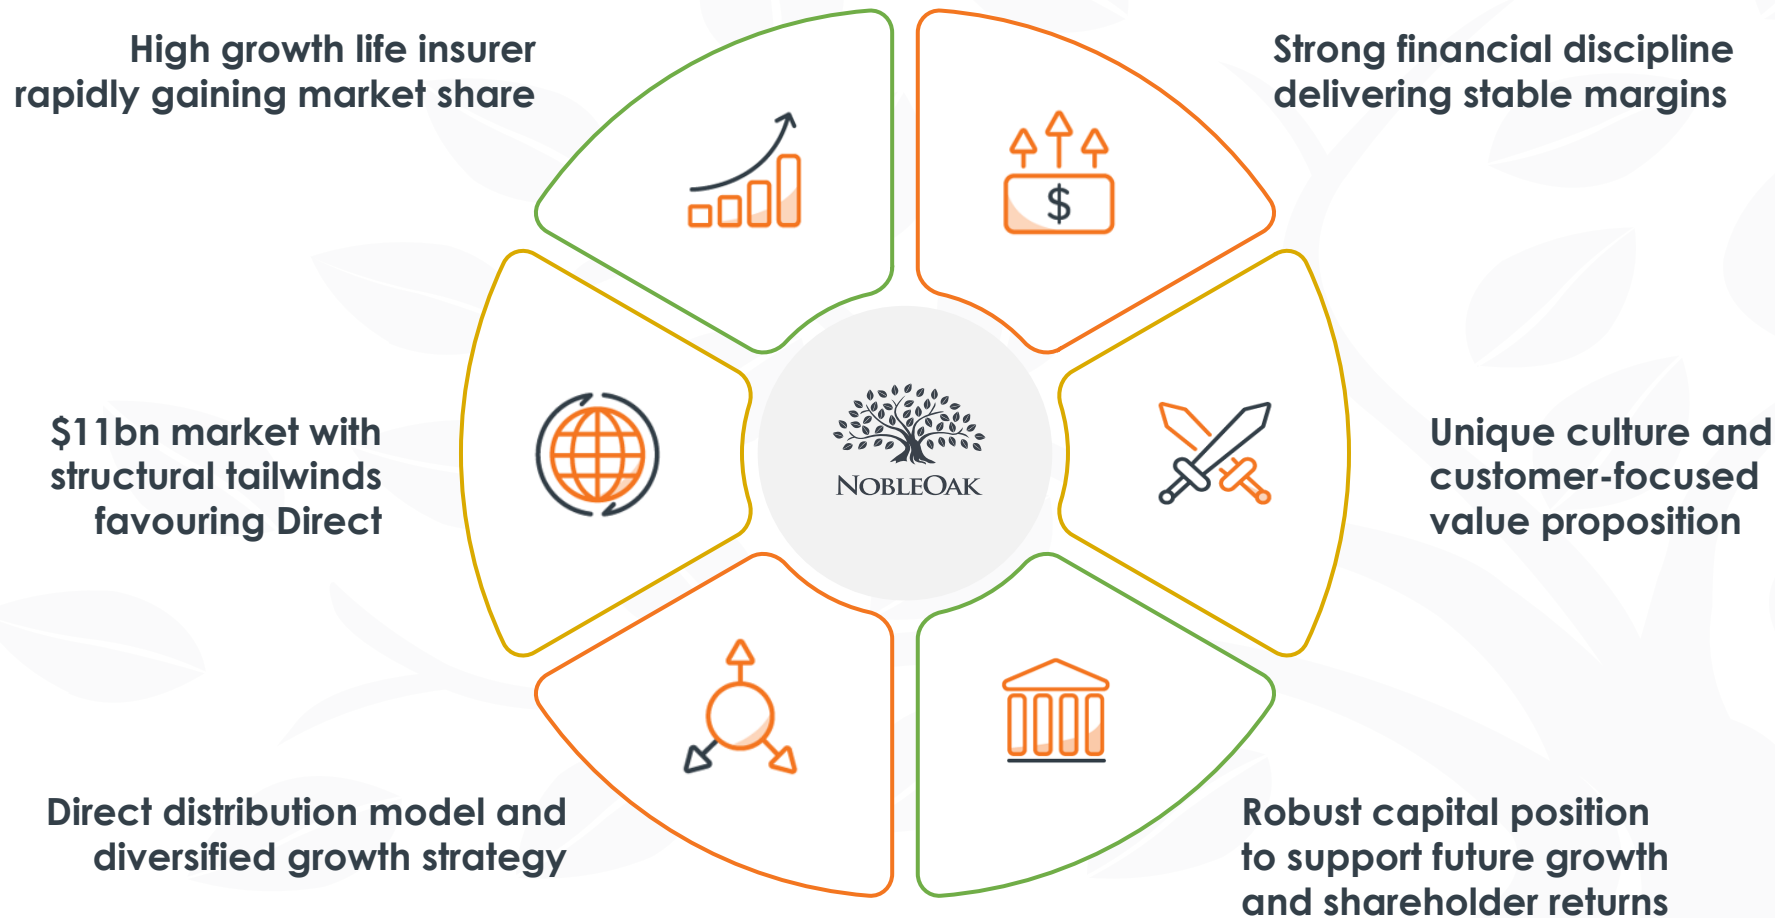 High growth life insurer
rapidly gaining market share
Strong financial discipline
delivering stable margins
$
$11bn market with
structural tailwinds
favouring Direct
NOBLEOAK
Unique culture and
customer-focused
value proposition
Direct distribution model and
diversified growth strategy
Robust capital position
to support future growth
and shareholder returns